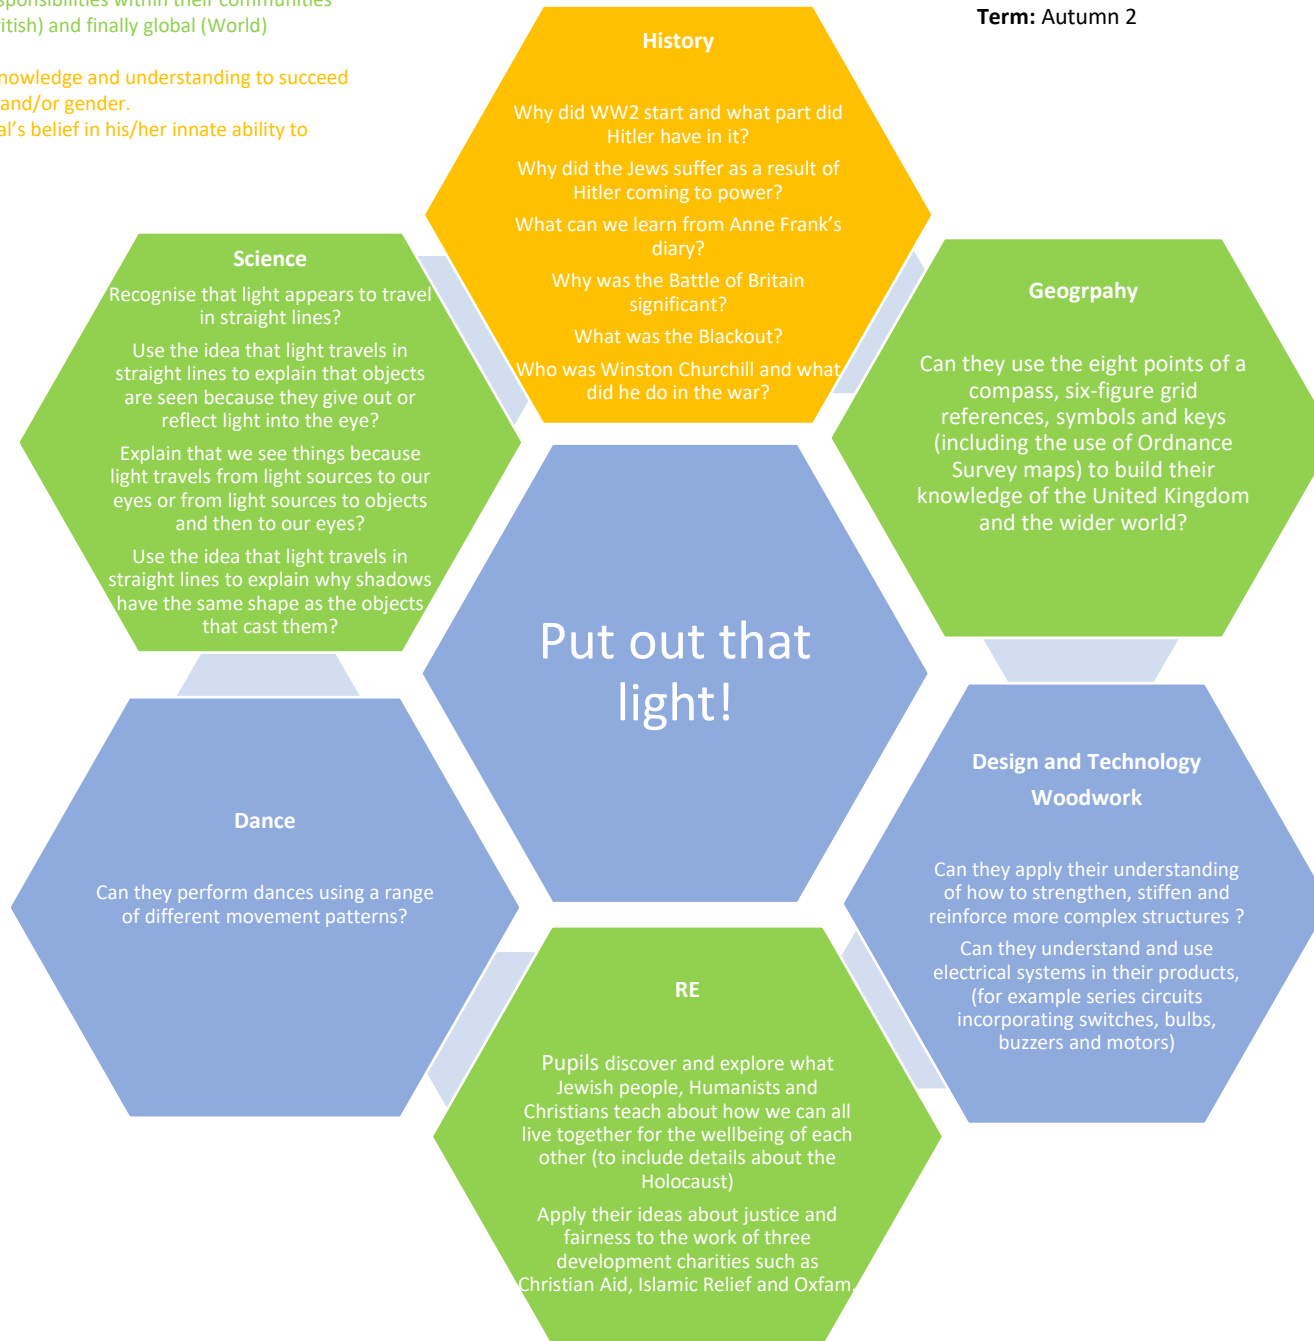 sponsibilities within their communities
ritish) and finally global (World)
nowledge and understanding to succeed
and/or gender.
al's belief in his/her innate ability to
Term: Autumn 2
History
Why did WW2 start and what part did
Hitler have in it?
Why did the Jews suffer as a result of
Hitler coming to power?
What can we learn from Anne Frank's
diary?
Why was the Battle of Britain
significant?
What was the Blackout?
Who was Winston Churchill and what
did he do in the war?
Science
Recognise that light appears to travel
in straight lines?
Use the idea that light travels in
straight lines to explain that objects
are seen because they give out or
reflect light into the eye?
Explain that we see things because
light travels from light sources to our
eyes or from light sources to objects
and then to our eyes?
Use the idea that light travels in
straight lines to explain why shadows
have the same shape as the objects
that cast them?
Geogrpahy
Can they use the eight points of a
compass, six-figure grid
references, symbols and keys
(including the use of Ordnance
Survey maps) to build their
knowledge of the United Kingdom
and the wider world?
Put out that
light!
Dance
Can they perform dances using a range
of different movement patterns?
Design and Technology
Woodwork
Can they apply their understanding
of how to strengthen, stiffen and
reinforce more complex structures ?
Can they understand and use
electrical systems in their products,
(for example series circuits
incorporating switches, bulbs,
buzzers and motors)
RE
Pupils discover and explore what
Jewish people, Humanists and
Christians teach about how we can all
live together for the wellbeing of each
other (to include details about the
Holocaust)
Apply their ideas about justice and
fairness to the work of three
development charities such as
Christian Aid, Islamic Relief and Oxfam.